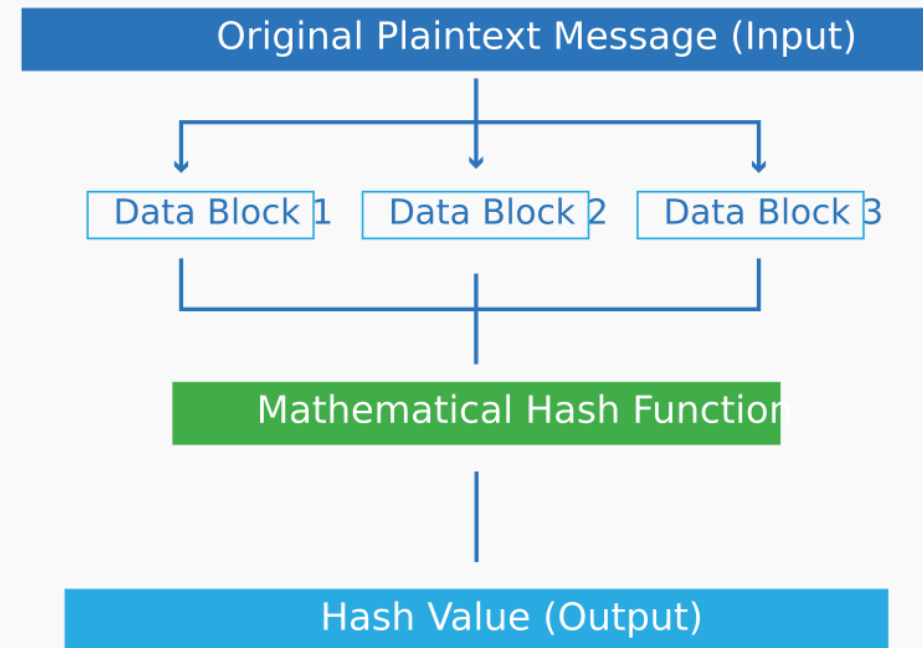 Original Plaintext Message (Input)
Data Block 1
Data Block 2
Data Block 3
Mathematical Hash Function
Hash Value (Output)